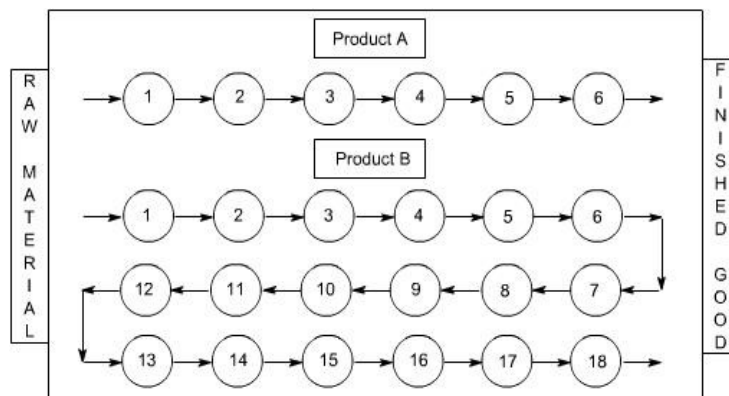 Product A
1 2 3 4 5 6
Product B
1 2 3 4 5 6
12 11 10 9 8 7
13 14 15 16 17 18
RAW MATERIAL
FINISHED GOOD